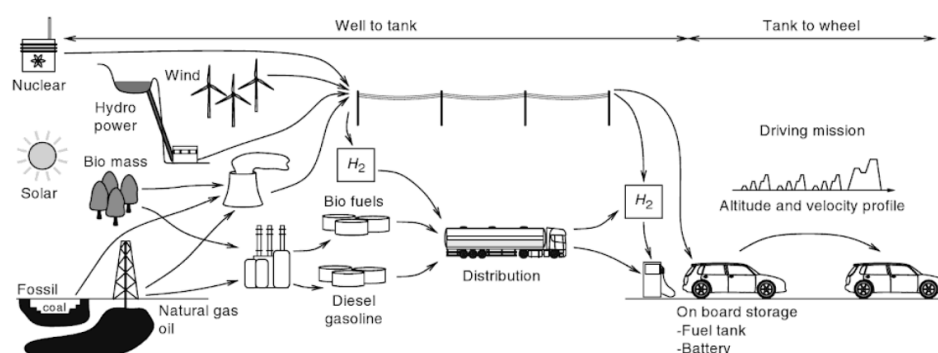 Well to tank
Tank to wheel
Nuclear
Wind
Hydro
power
Solar
Bio mass
H2
Bio fuels
Diesel
gasoline
Distribution
H2
Driving mission
Altitude and velocity profile
Fossil
coal
Natural gas
oil
On board storage
-Fuel tank
-Battery